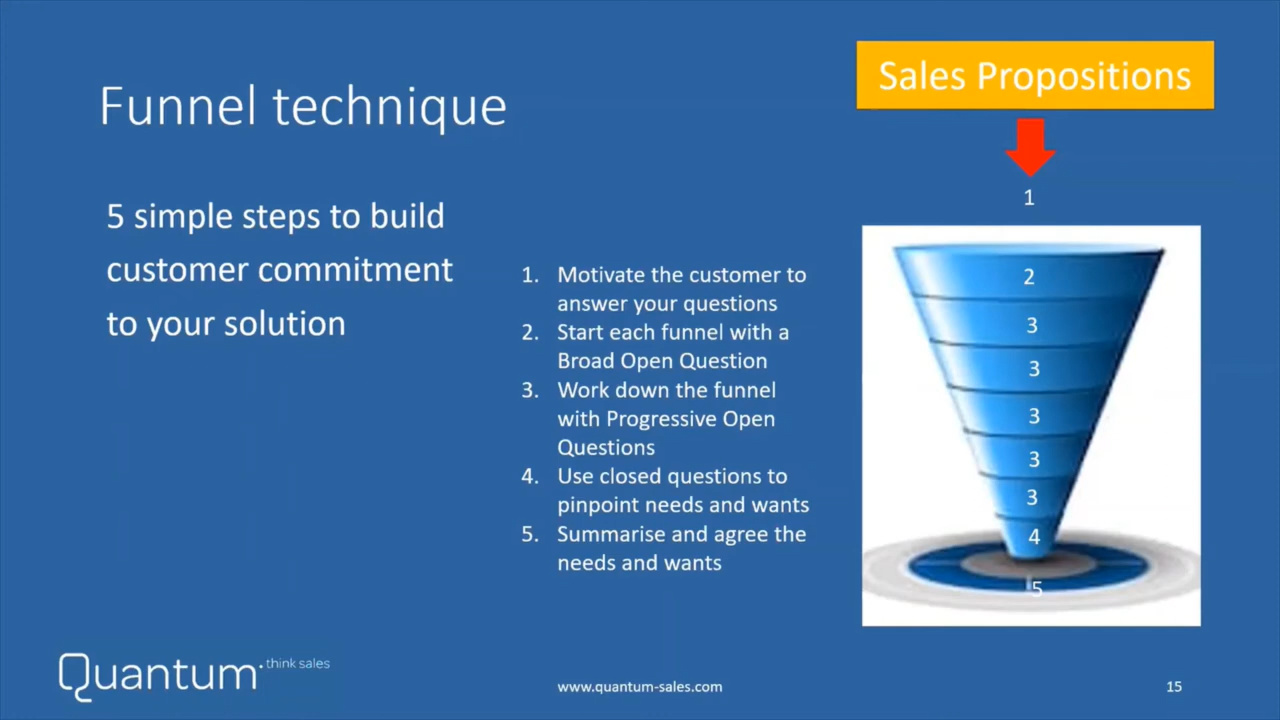 Funnel technique
5 simple steps to build
customer commitment
to your solution
1. Motivate the customer to
answer your questions
2. Start each funnel with a
Broad Open Question
3. Work down the funnel
with Progressive Open
Questions
4. Use closed questions to
pinpoint needs and wants
5. Summarise and agree the
needs and wants
Sales Propositions
1
2
3
3
3
3
3
4
5
Quantum think sales
www.quantum-sales.com
15